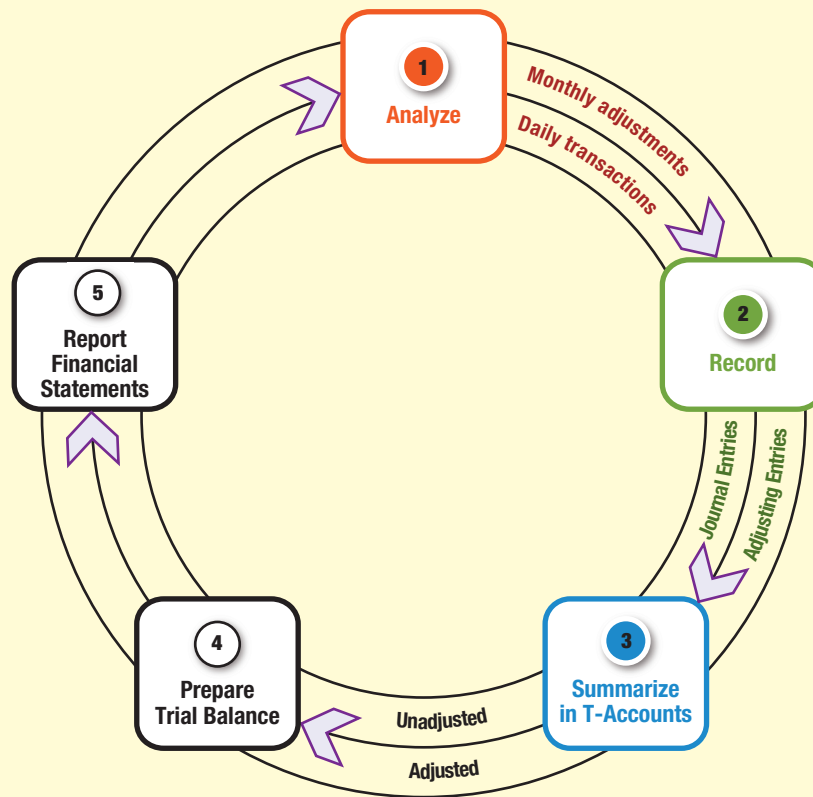 1
Analyze
Monthly adjustments
Daily transactions
2
Record
Journal Entries
Adjusting Entries
3
Summarize
in T-Accounts
Unadjusted
Adjusted
4
Prepare
Trial Balance
5
Report
Financial
Statements